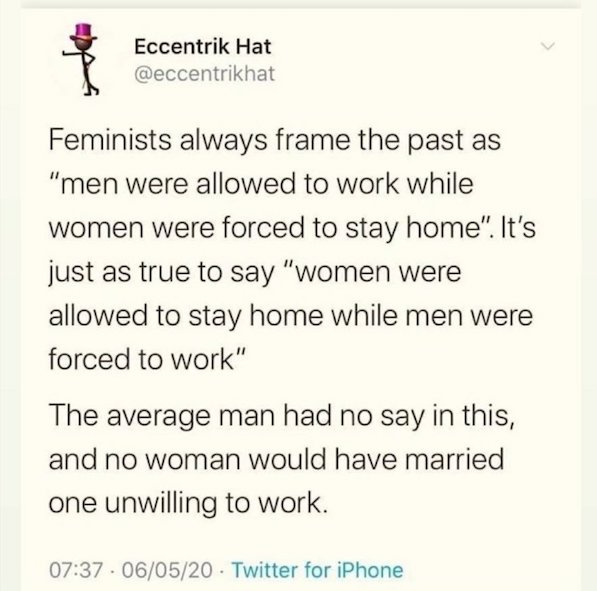 Eccentrik Hat
@eccentrikhat
Feminists always frame the past as
“men were allowed to work while
women were forced to stay home”. It’s
just as true to say “women were
allowed to stay home while men were
forced to work”
The average man had no say in this,
and no woman would have married
one unwilling to work.
07:37 · 06/05/20 · Twitter for iPhone